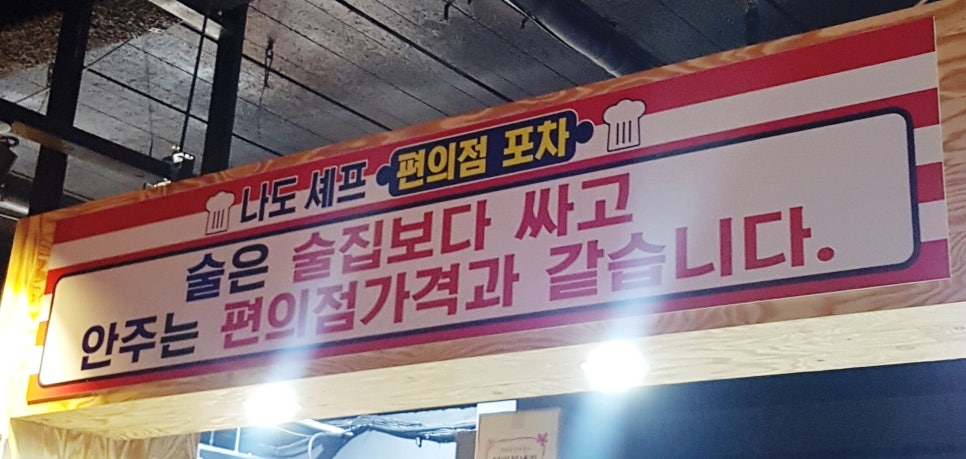 나도 셰프 편의점 포차
술은 술집보다 싸고
안주는 편의점가격과 같습니다.